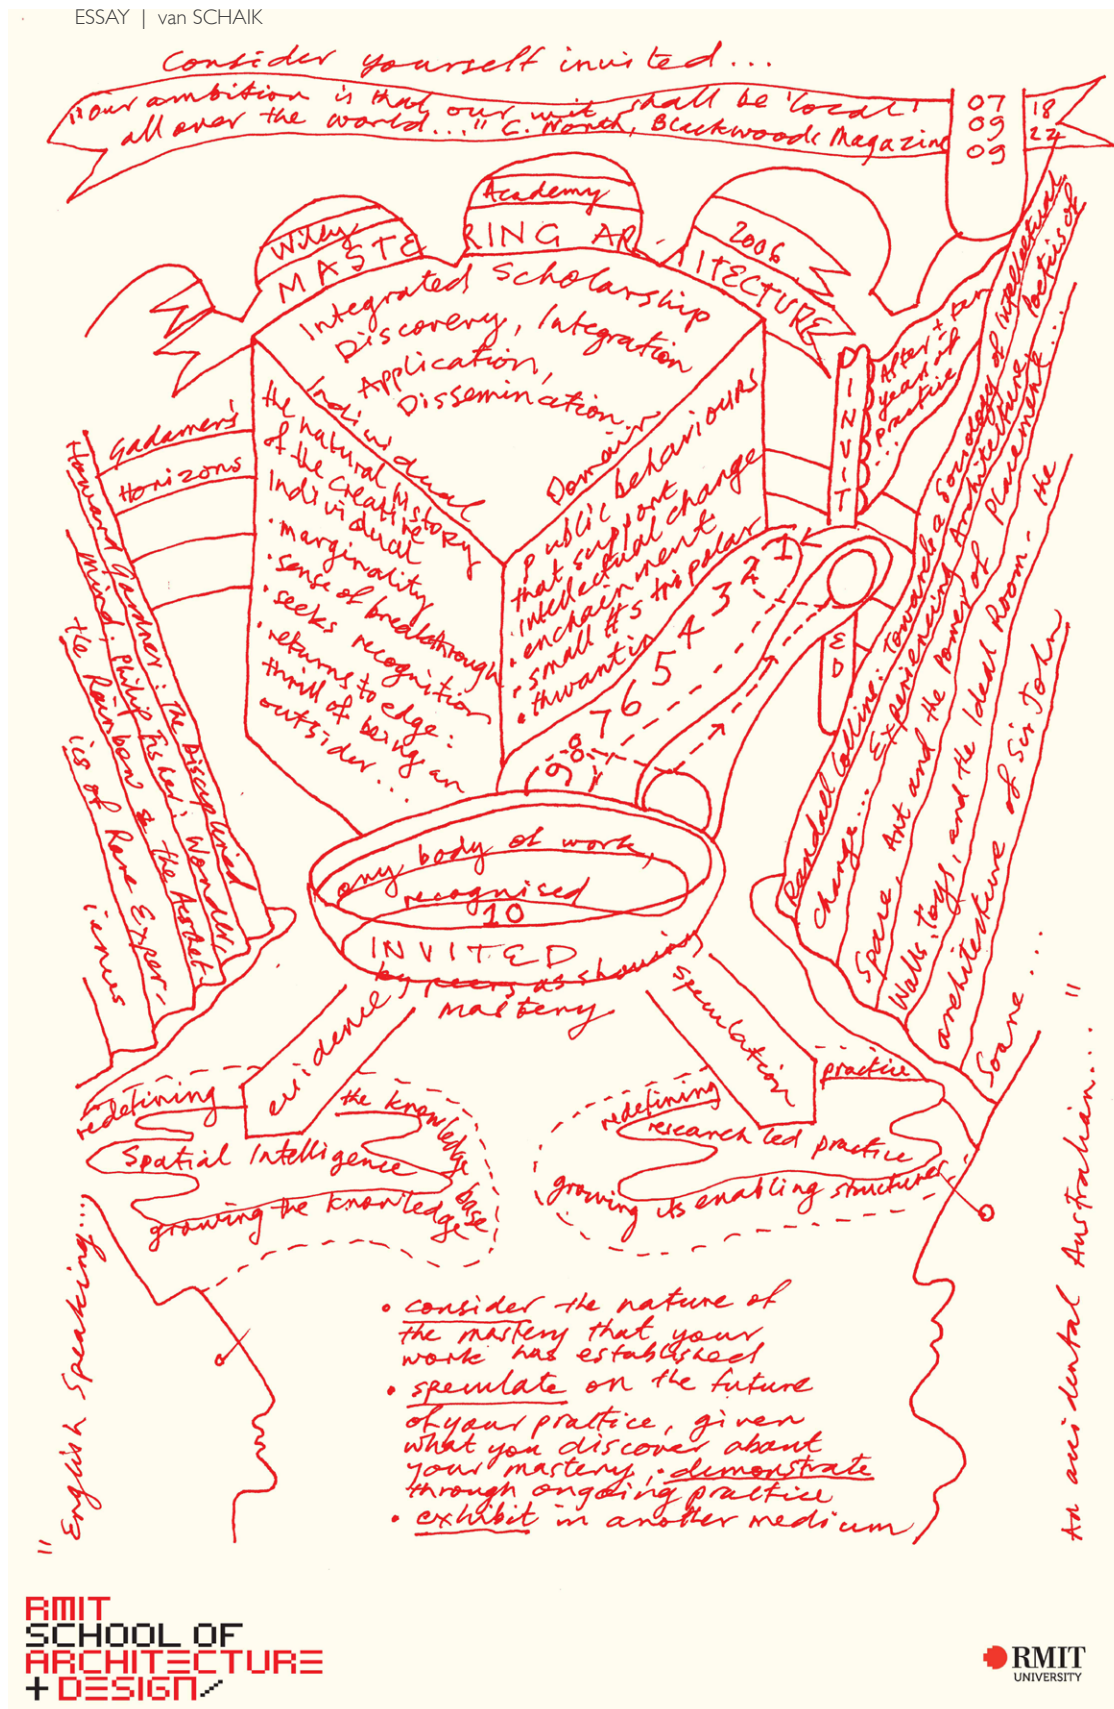 ESSAY | van SCHAIK
Consider yourself invited...
"our ambition is that our wit shall be 'local'
all over the world..." C. North, Blackwoods Magazine
07
09
09
18
22
Wiley
Academy
2006
MASTE RING AR ITECTURE
Integrated Scholarship
Discovery, Integration
Application,
Dissemination
Individual
the natural history
of the creative
Individual
• marginality
• sense of breakthrough
• seeks recognition
• returns to edge:
thrill of being an
outsider...
Domain
public behaviours
that support
intellectual change
• enchainment
• small #'s tripolar
INVIT
ED
After + ten
years of
practice
...
1
2
3
4
5
6
7
8
9
Gadamer's
Horizons
Howard Gardner: The Disciplined
mind. Philip Fisher: Wonder,
the Rainbow & the Aesthet-
ics of Rare Exper-
iences
Randall Collins: Towards a Sociology of Intellectual
change... Experiencing Architecture, Poetics of
Space, Art and the Power of Placement...
Walls, Toys, and the Ideal Room - the
architecture of Sir John
Soane...
any body of work,
recognised
10
INVITED
by peers as showing
mastery
evidence
speculation
redefining
the knowledge base
Spatial Intelligence
growing the knowledge
redefining
practice
research led practice
growing its enabling structures
"English Speaking...
An accidental Australian..."
• consider the nature of
the mastery that your
work has established
• speculate on the future
of your practice, given
what you discover about
your mastery, • demonstrate
through ongoing practice
• exhibit in another medium
RMIT
SCHOOL OF
ARCHITECTURE
+ DESIGN/
RMIT
UNIVERSITY